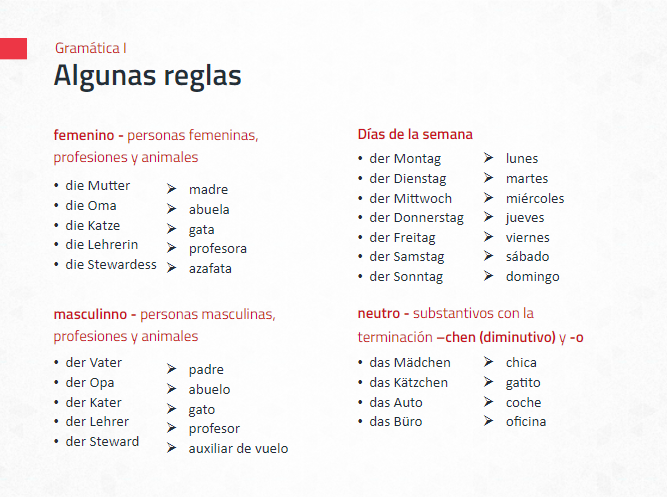 Gramática I
Algunas reglas
femenino - personas femeninas,
profesiones y animales
• die Mutter ➢ madre
• die Oma ➢ abuela
• die Katze ➢ gata
• die Lehrerin ➢ profesora
• die Stewardess ➢ azafata
masculinno - personas masculinas,
profesiones y animales
• der Vater ➢ padre
• der Opa ➢ abuelo
• der Kater ➢ gato
• der Lehrer ➢ profesor
• der Steward ➢ auxiliar de vuelo
Días de la semana
• der Montag ➢ lunes
• der Dienstag ➢ martes
• der Mittwoch ➢ miércoles
• der Donnerstag ➢ jueves
• der Freitag ➢ viernes
• der Samstag ➢ sábado
• der Sonntag ➢ domingo
neutro - substantivos con la
terminación –chen (diminutivo) y -o
• das Mädchen ➢ chica
• das Kätzchen ➢ gatito
• das Auto ➢ coche
• das Büro ➢ oficina